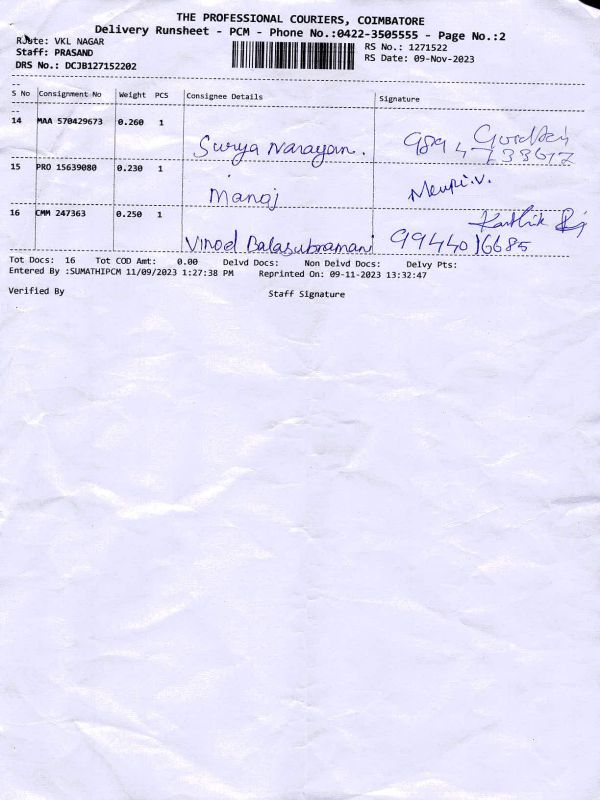 THE PROFESSIONAL COURIERS, COIMBATORE
Delivery Runsheet - PCM - Phone No.:0422-3505555 - Page No.:2
Route: VKL NAGAR
RS No.: 1271522
Staff: PRASAND
RS Date: 09-Nov-2023
DRS No.: DCJB127152202
S No Consignment No Weight PCS Consignee Details Signature
14 MAA 570429673 0.260 1
Surya Narayan.
15 PRO 15639080 0.230 1
Manoj
16 CMM 247363 0.250 1
Karthik
Vinod Balasubramani 9944016685
Tot Docs: 16 Tot COD Amt: 0.00 Delvd Docs: Non Delvd Docs: Delvy Pts:
Entered By :SUMATHIPCM 11/09/2023 1:27:38 PM Reprinted On: 09-11-2023 13:32:47
Verified By Staff Signature